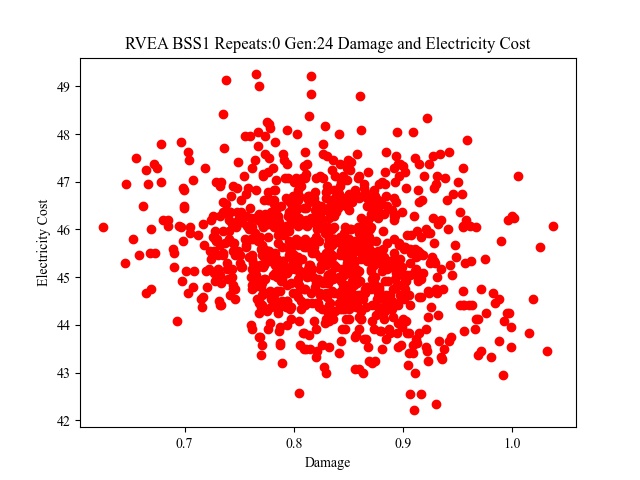 RVEA BSS1 Repeats:0 Gen:24 Damage and Electricity Cost
49
48
47
46
45
44
43
42
Electricity Cost
0.7 0.8 0.9 1.0
Damage